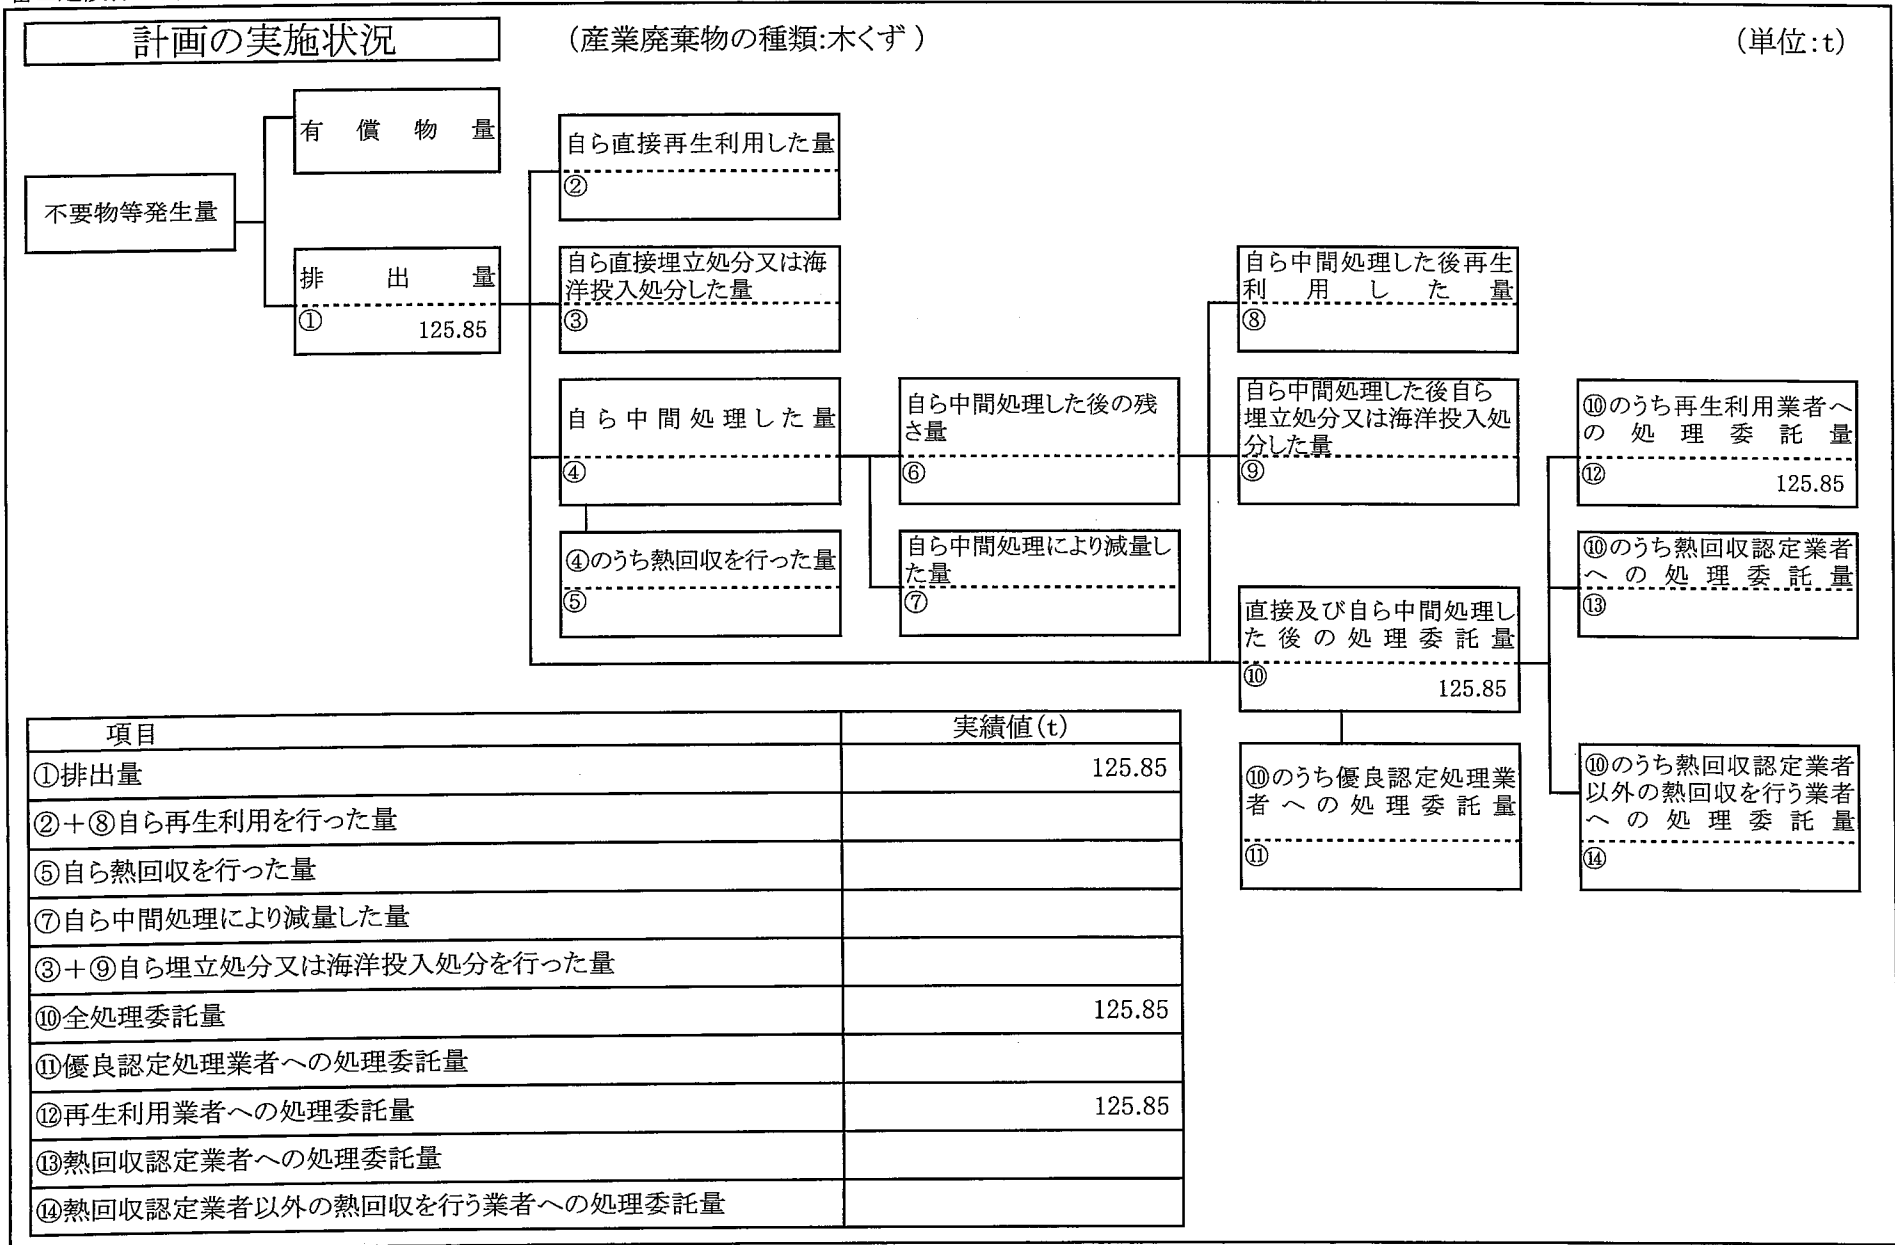 計画の実施状況
(産業廃棄物の種類:木くず )
(単位:t)
有償物量
自ら直接再生利用した量
②
不要物等発生量
排出量
①
125.85
自ら直接埋立処分又は海
洋投入処分した量
③
自ら中間処理した後再生
利用した量
⑧
自ら中間処理した量
④
自ら中間処理した後の残
さ量
⑥
自ら中間処理した後自ら
埋立処分又は海洋投入処
分した量
⑨
⑩のうち再生利用業者へ
の処理委託量
⑫
125.85
④のうち熱回収を行った量
⑤
自ら中間処理により減量し
た量
⑦
⑩のうち熱回収認定業者
への処理委託量
⑬
直接及び自ら中間処理し
た後の処理委託量
⑩
125.85
⑩のうち優良認定処理業
者への処理委託量
⑪
⑩のうち熱回収認定業者
以外の熱回収を行う業者
への処理委託量
⑭
項目 実績値(t)
①排出量 125.85
②+⑧自ら再生利用を行った量
⑤自ら熱回収を行った量
⑦自ら中間処理により減量した量
③+⑨自ら埋立処分又は海洋投入処分を行った量
⑩全処理委託量 125.85
⑪優良認定処理業者への処理委託量
⑫再生利用業者への処理委託量 125.85
⑬熱回収認定業者への処理委託量
⑭熱回収認定業者以外の熱回収を行う業者への処理委託量